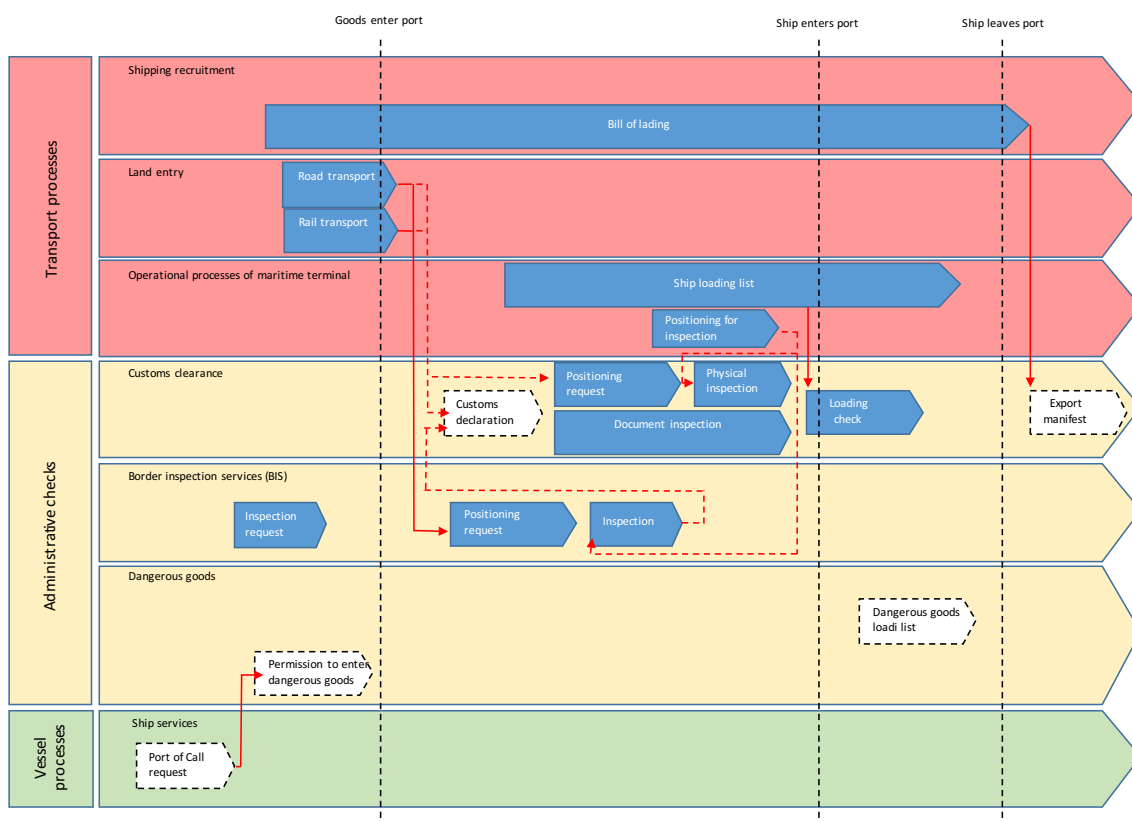 Goods enter port
Ship enters port
Ship leaves port
Transport processes
Shipping recruitment
Bill of lading
Land entry
Road transport
Rail transport
Operational processes of maritime terminal
Ship loading list
Positioning for
inspection
Administrative checks
Customs clearance
Customs
declaration
Positioning
request
Physical
inspection
Document inspection
Loading
check
Export
manifest
Border inspection services (BIS)
Inspection
request
Positioning
request
Inspection
Dangerous goods
Dangerous goods
loadi list
Permission to enter
dangerous goods
Vessel
processes
Ship services
Port of Call
request